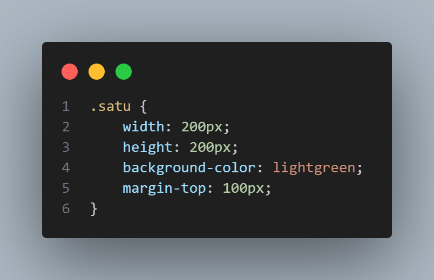 1 .satu {
2     width: 200px;
3     height: 200px;
4     background-color: lightgreen;
5     margin-top: 100px;
6 }